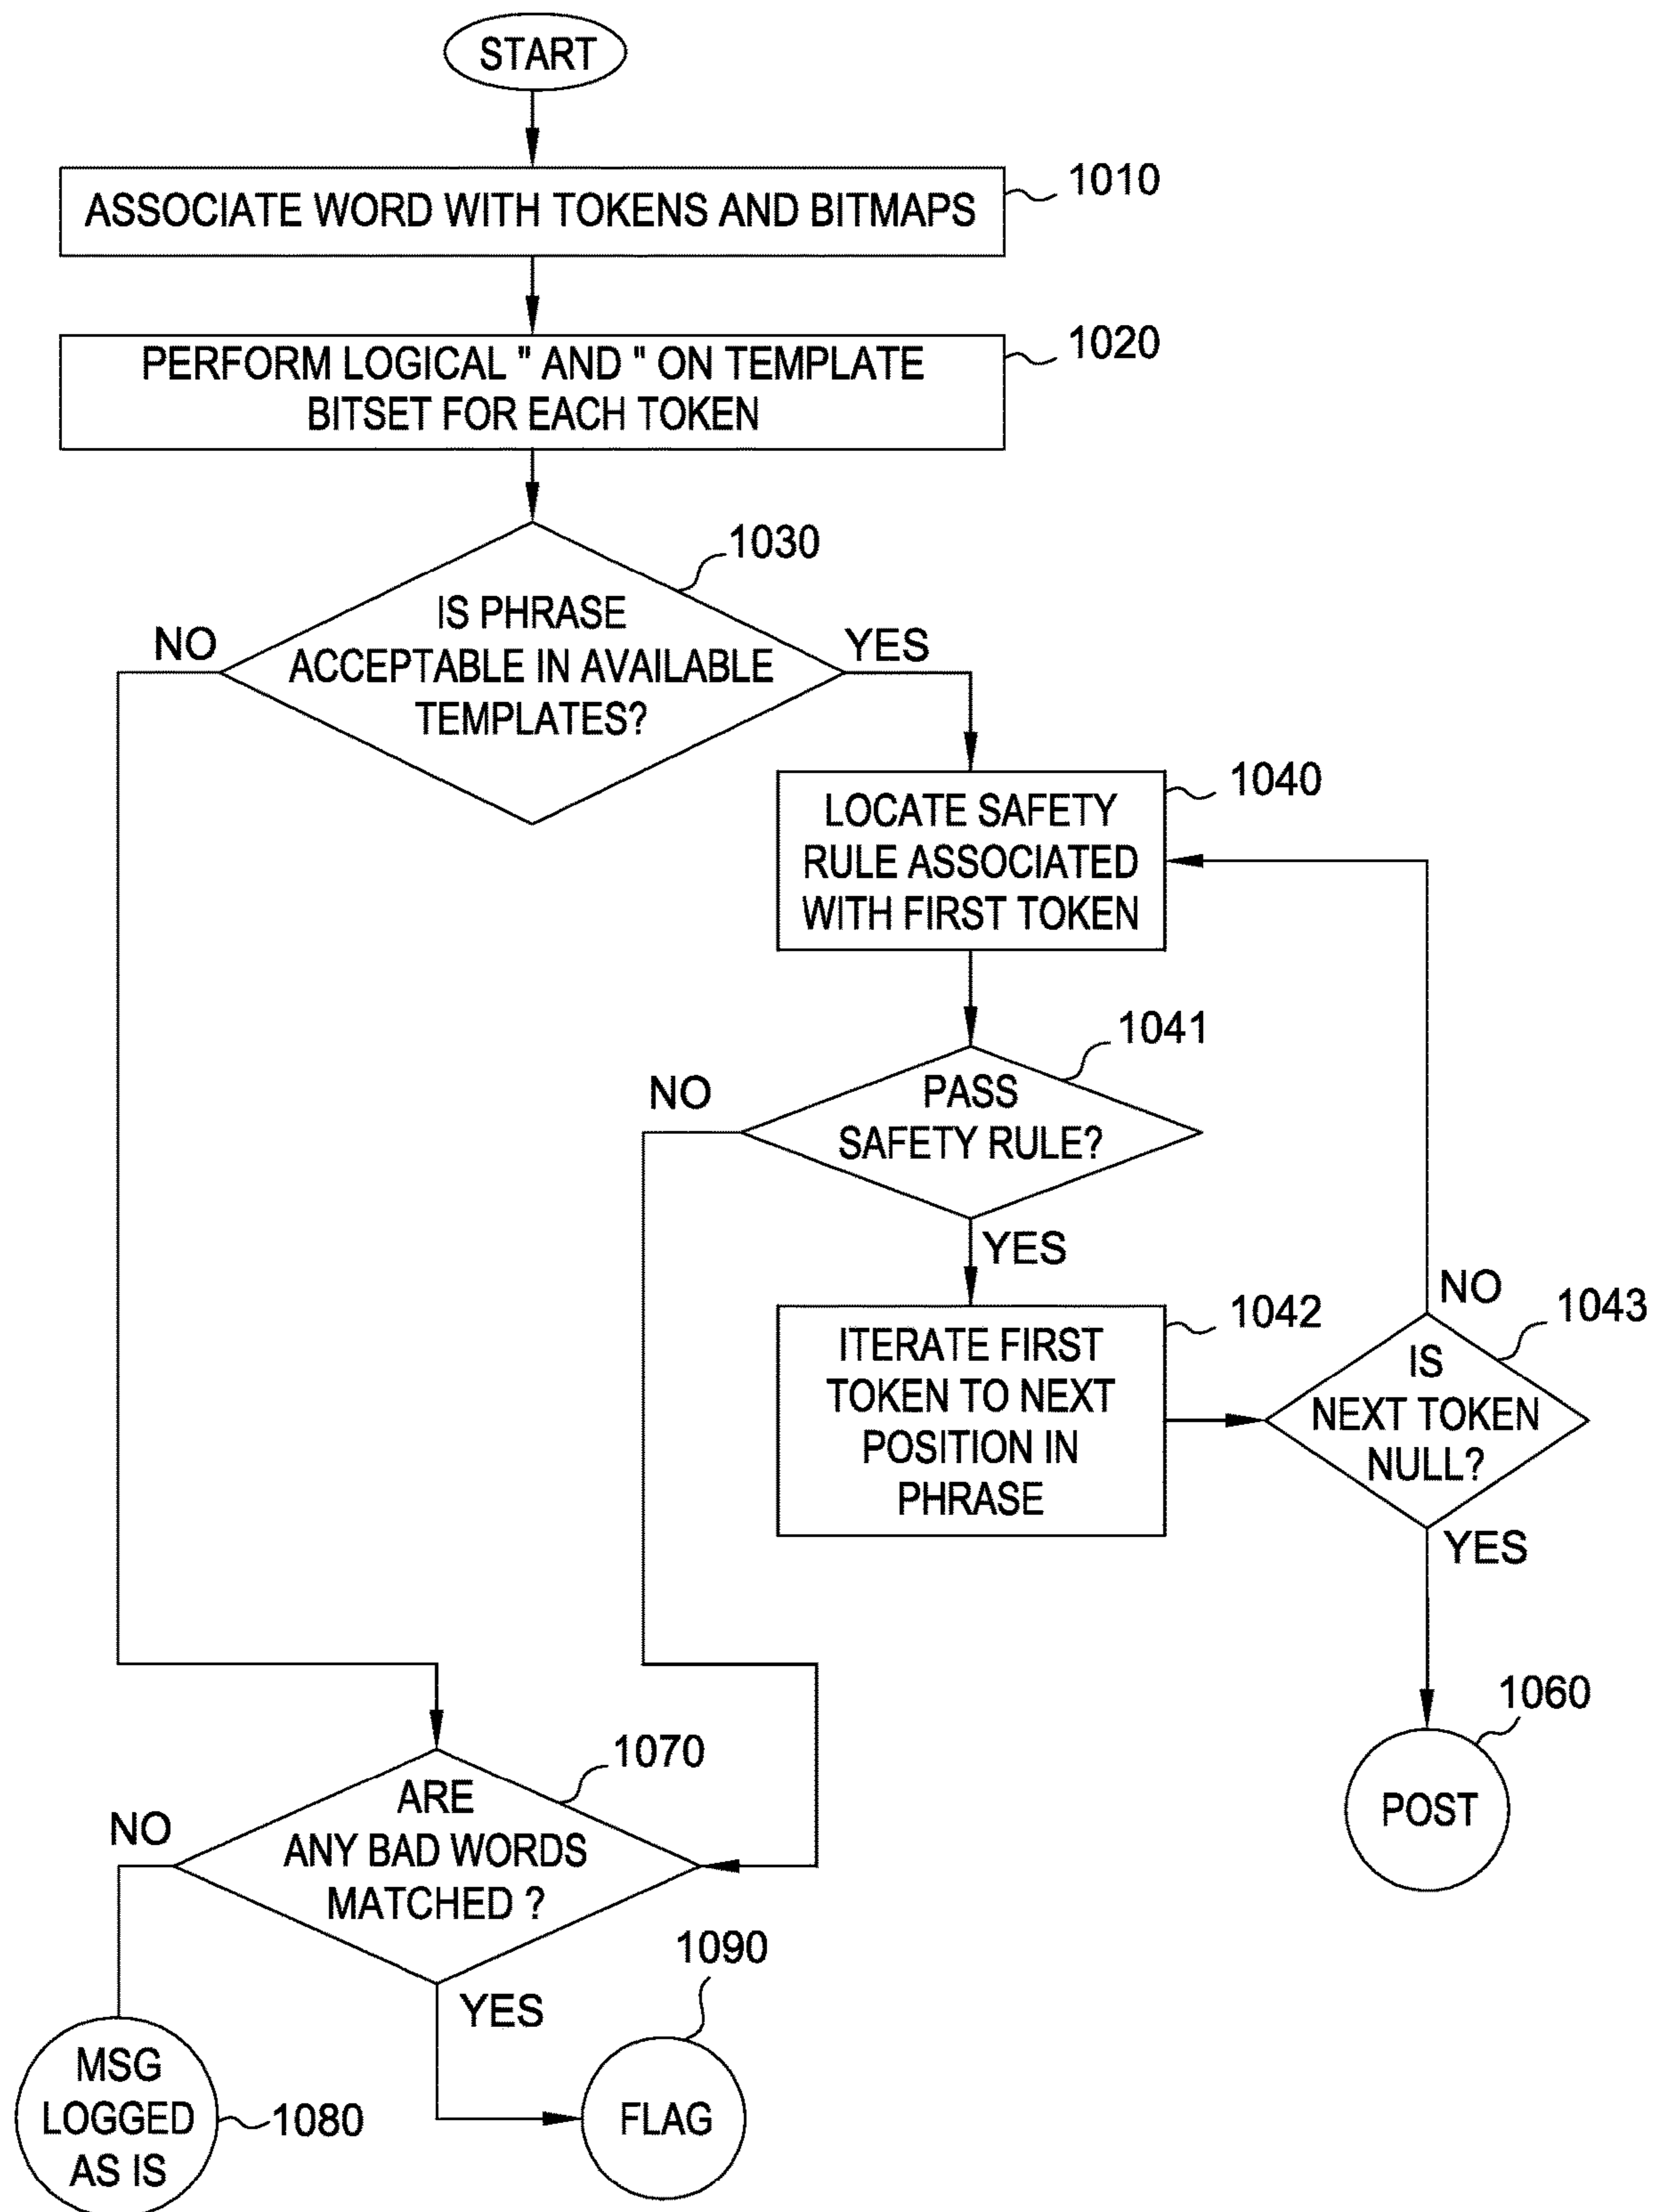 START
ASSOCIATE WORD WITH TOKENS AND BITMAPS
1010
PERFORM LOGICAL " AND " ON TEMPLATE
BITSET FOR EACH TOKEN
1020
1030
IS PHRASE
ACCEPTABLE IN AVAILABLE
TEMPLATES?
NO
YES
LOCATE SAFETY
RULE ASSOCIATED
WITH FIRST TOKEN
1040
1041
PASS
SAFETY RULE?
NO
YES
ITERATE FIRST
TOKEN TO NEXT
POSITION IN
PHRASE
1042
NO
1043
IS
NEXT TOKEN
NULL?
YES
1060
POST
1070
ARE
ANY BAD WORDS
MATCHED ?
NO
YES
1090
FLAG
MSG
LOGGED
AS IS
1080